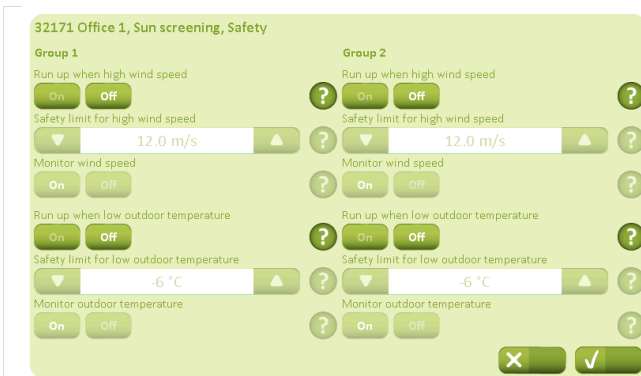 32171 Office 1, Sun screening, Safety
Group 1 Group 2
Run up when high wind speed Run up when high wind speed
On Off ? On Off ?
Safety limit for high wind speed Safety limit for high wind speed
12.0 m/s ? 12.0 m/s ?
Monitor wind speed Monitor wind speed
On Off ? On Off ?
Run up when low outdoor temperature Run up when low outdoor temperature
On Off ? On Off ?
Safety limit for low outdoor temperature Safety limit for low outdoor temperature
-6 °C ? -6 °C ?
Monitor outdoor temperature Monitor outdoor temperature
On Off ? On Off ?